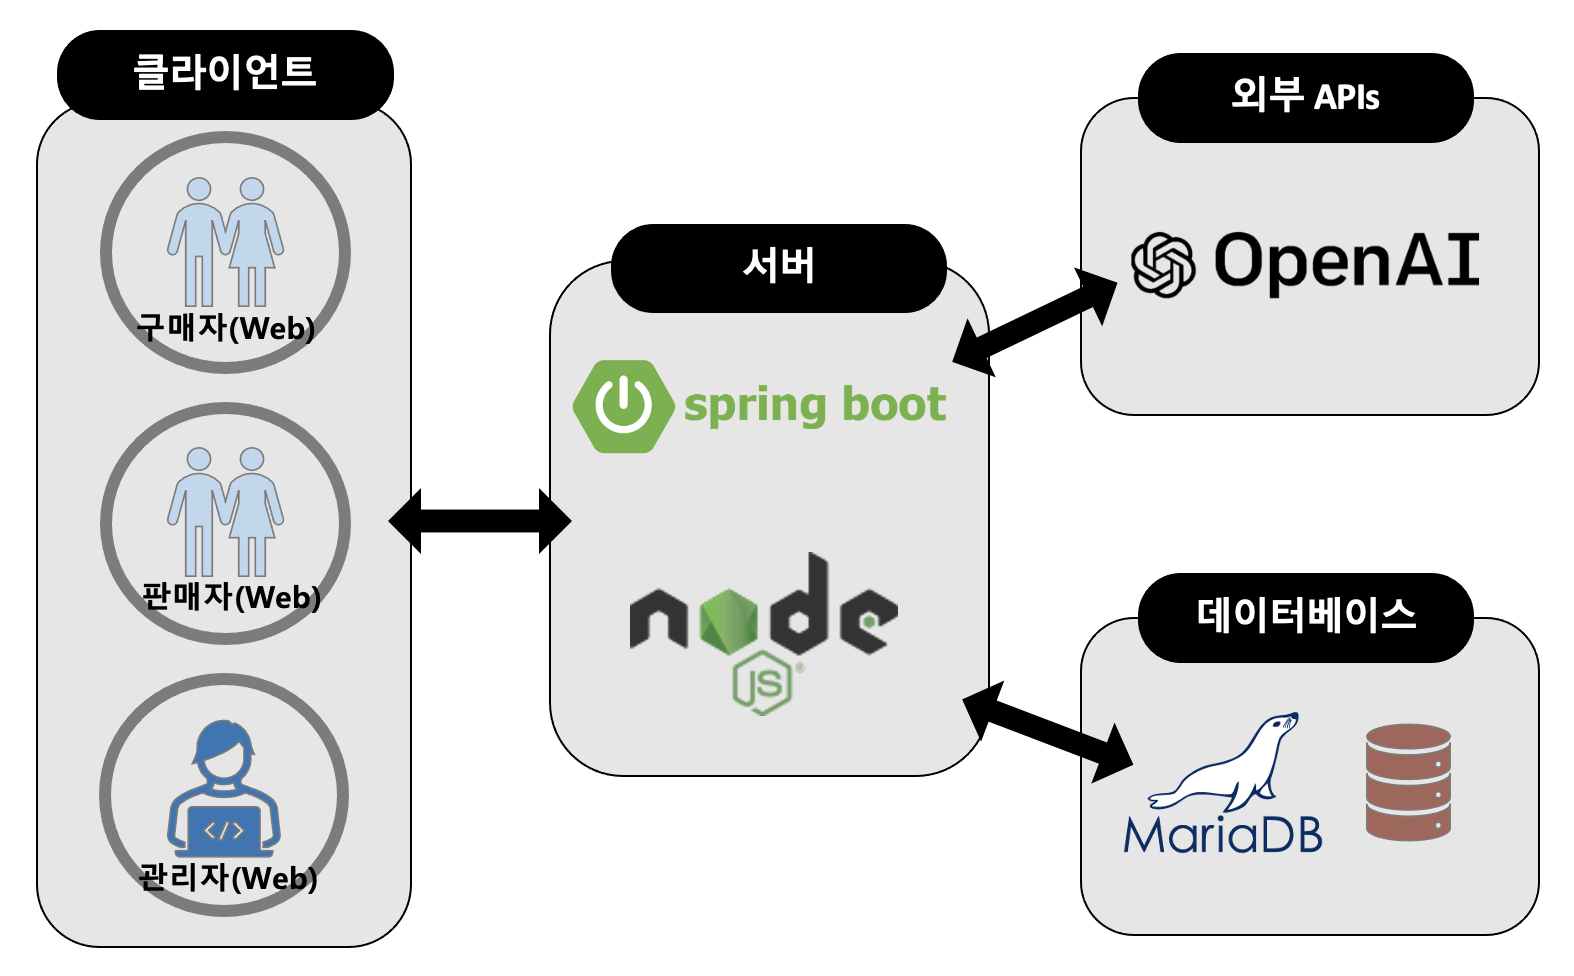 클라이언트
구매자(Web)
판매자(Web)
관리자(Web)
서버
spring boot
node
JS®
외부 APIs
OpenAI
데이터베이스
MariaDB